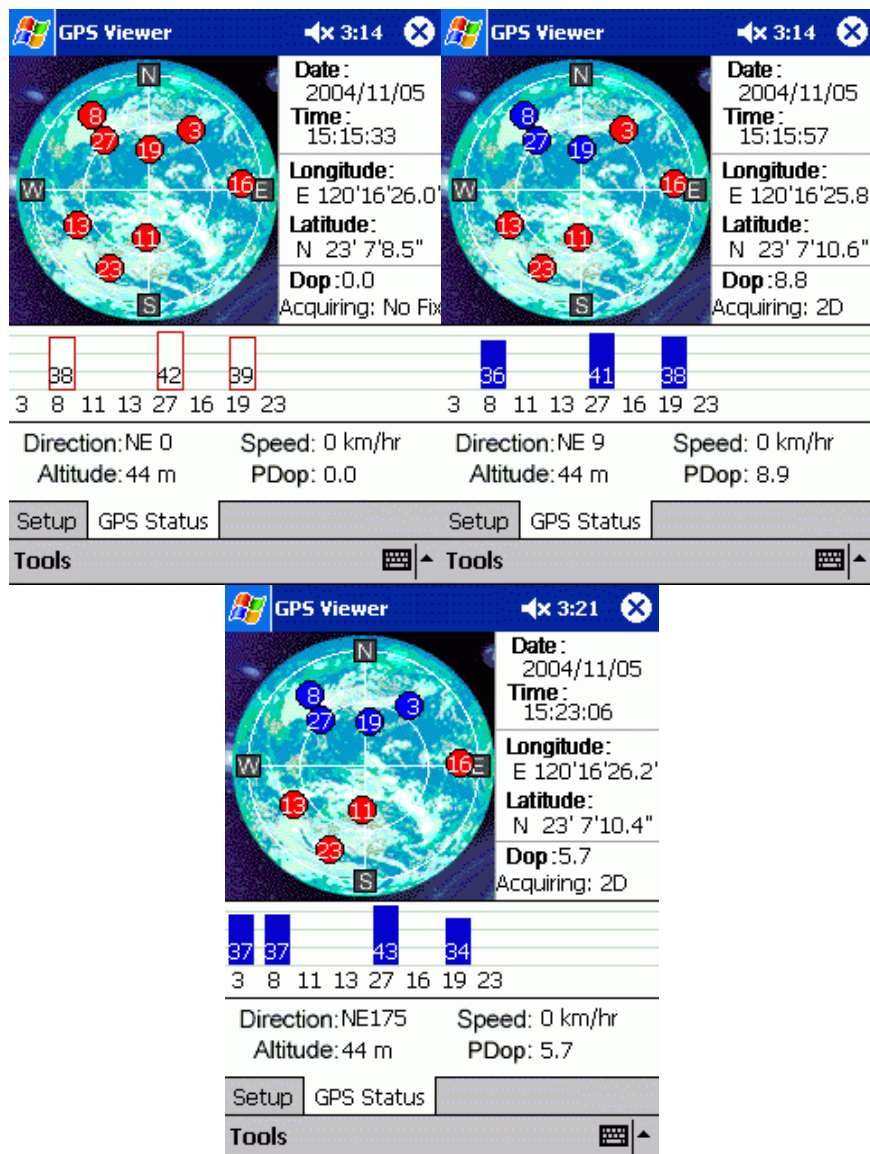 GPS Viewer 3:14
N
8
3
27
19
16
W
E
13
11
23
S
Date:
2004/11/05
Time:
15:15:33
Longitude:
E 120'16'26.0'
Latitude:
N 23' 7'8.5"
Dop:0.0
Acquiring: No Fix
38 42 39
3 8 11 13 27 16 19 23
Direction:NE 0 Speed: 0 km/hr
Altitude:44 m PDop: 0.0
Setup GPS Status
Tools
GPS Viewer 3:14
N
8
3
27
19
16
W
E
13
11
23
S
Date:
2004/11/05
Time:
15:15:57
Longitude:
E 120'16'25.8
Latitude:
N 23' 7'10.6"
Dop:8.8
Acquiring: 2D
36 41 38
3 8 11 13 27 16 19 23
Direction:NE 9 Speed: 0 km/hr
Altitude:44 m PDop: 8.9
Setup GPS Status
Tools
GPS Viewer 3:21
N
8
3
27
19
16
W
E
13
11
23
S
Date:
2004/11/05
Time:
15:23:06
Longitude:
E 120'16'26.2'
Latitude:
N 23' 7'10.4"
Dop:5.7
Acquiring: 2D
37 37 43 34
3 8 11 13 27 16 19 23
Direction:NE175 Speed: 0 km/hr
Altitude:44 m PDop: 5.7
Setup GPS Status
Tools